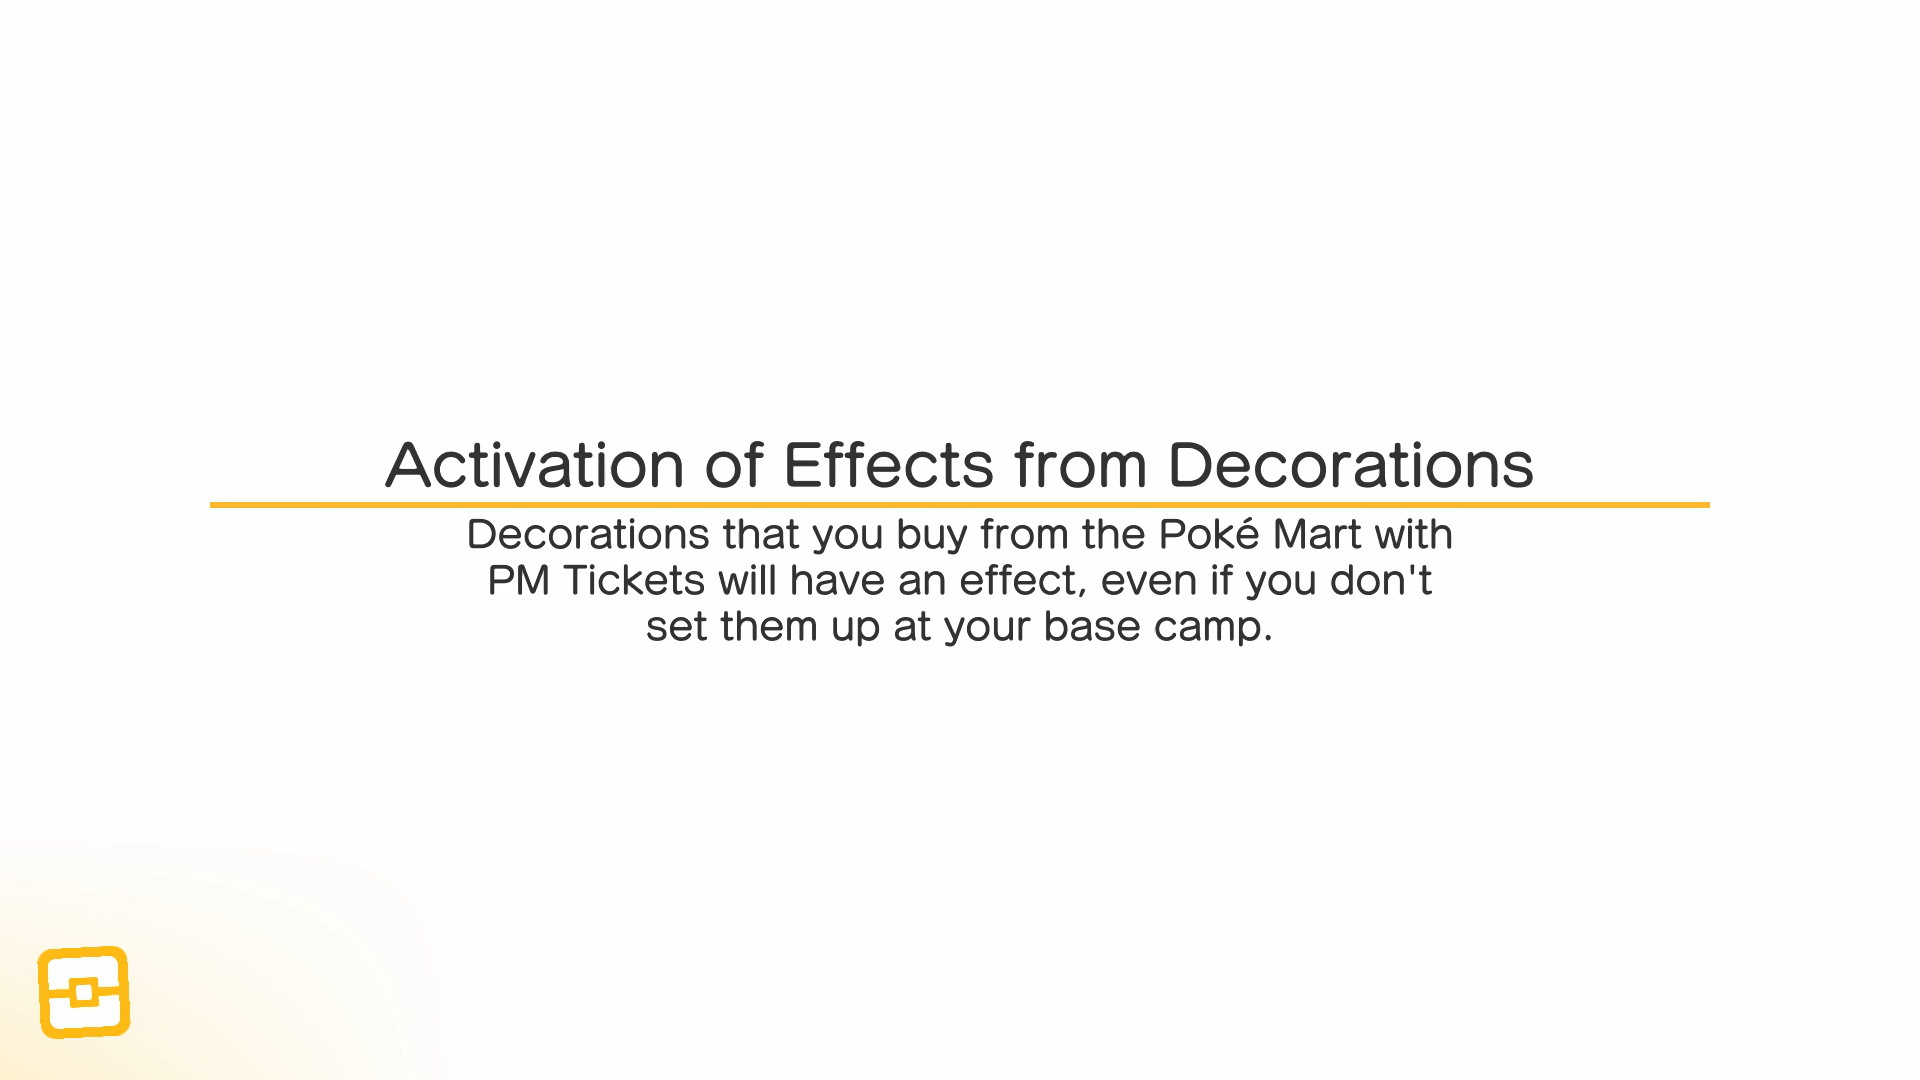 Activation of Effects from Decorations
Decorations that you buy from the Poké Mart with
PM Tickets will have an effect, even if you don't
set them up at your base camp.